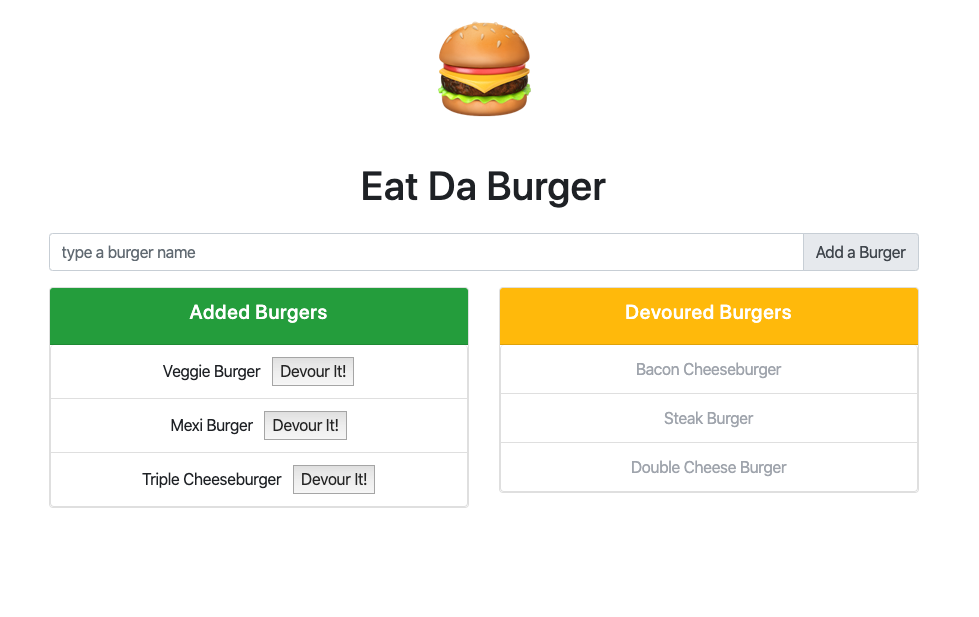 Eat Da Burger
type a burger name
Add a Burger
Added Burgers
Veggie Burger Devour It!
Mexi Burger Devour It!
Triple Cheeseburger Devour It!
Devoured Burgers
Bacon Cheeseburger
Steak Burger
Double Cheese Burger